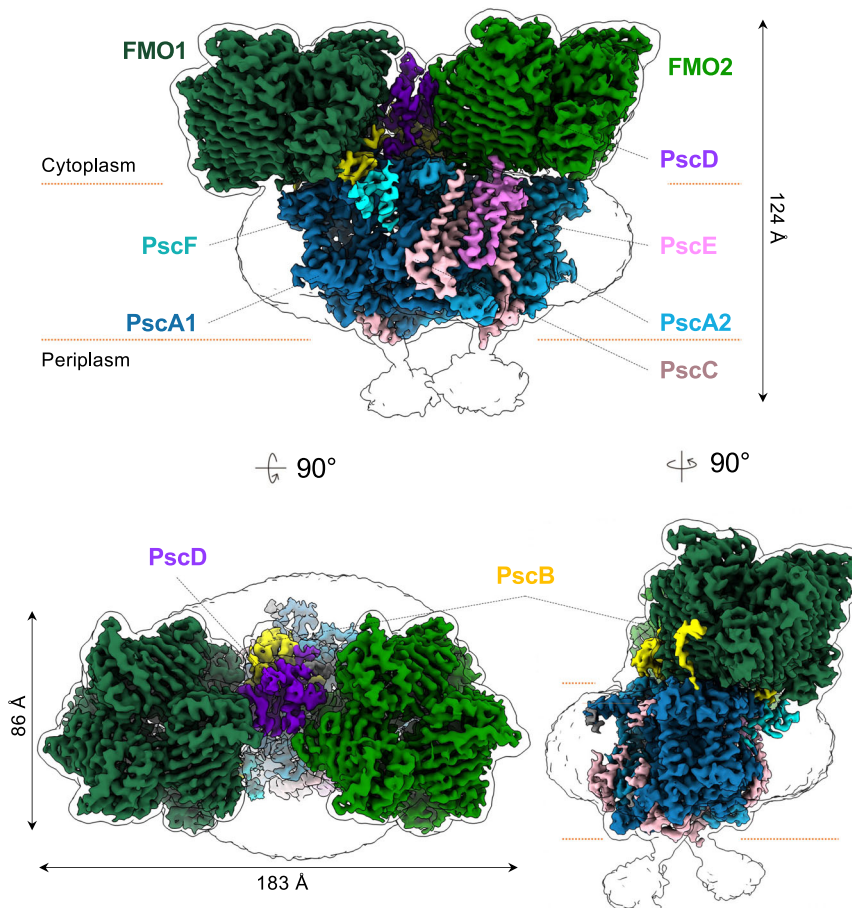 FMO1
FMO2
Cytoplasm
PscD
124 Å
PscF
PscE
PscA1
PscA2
Periplasm
PscC
90°
90°
PscD
PscB
86 Å
183 Å